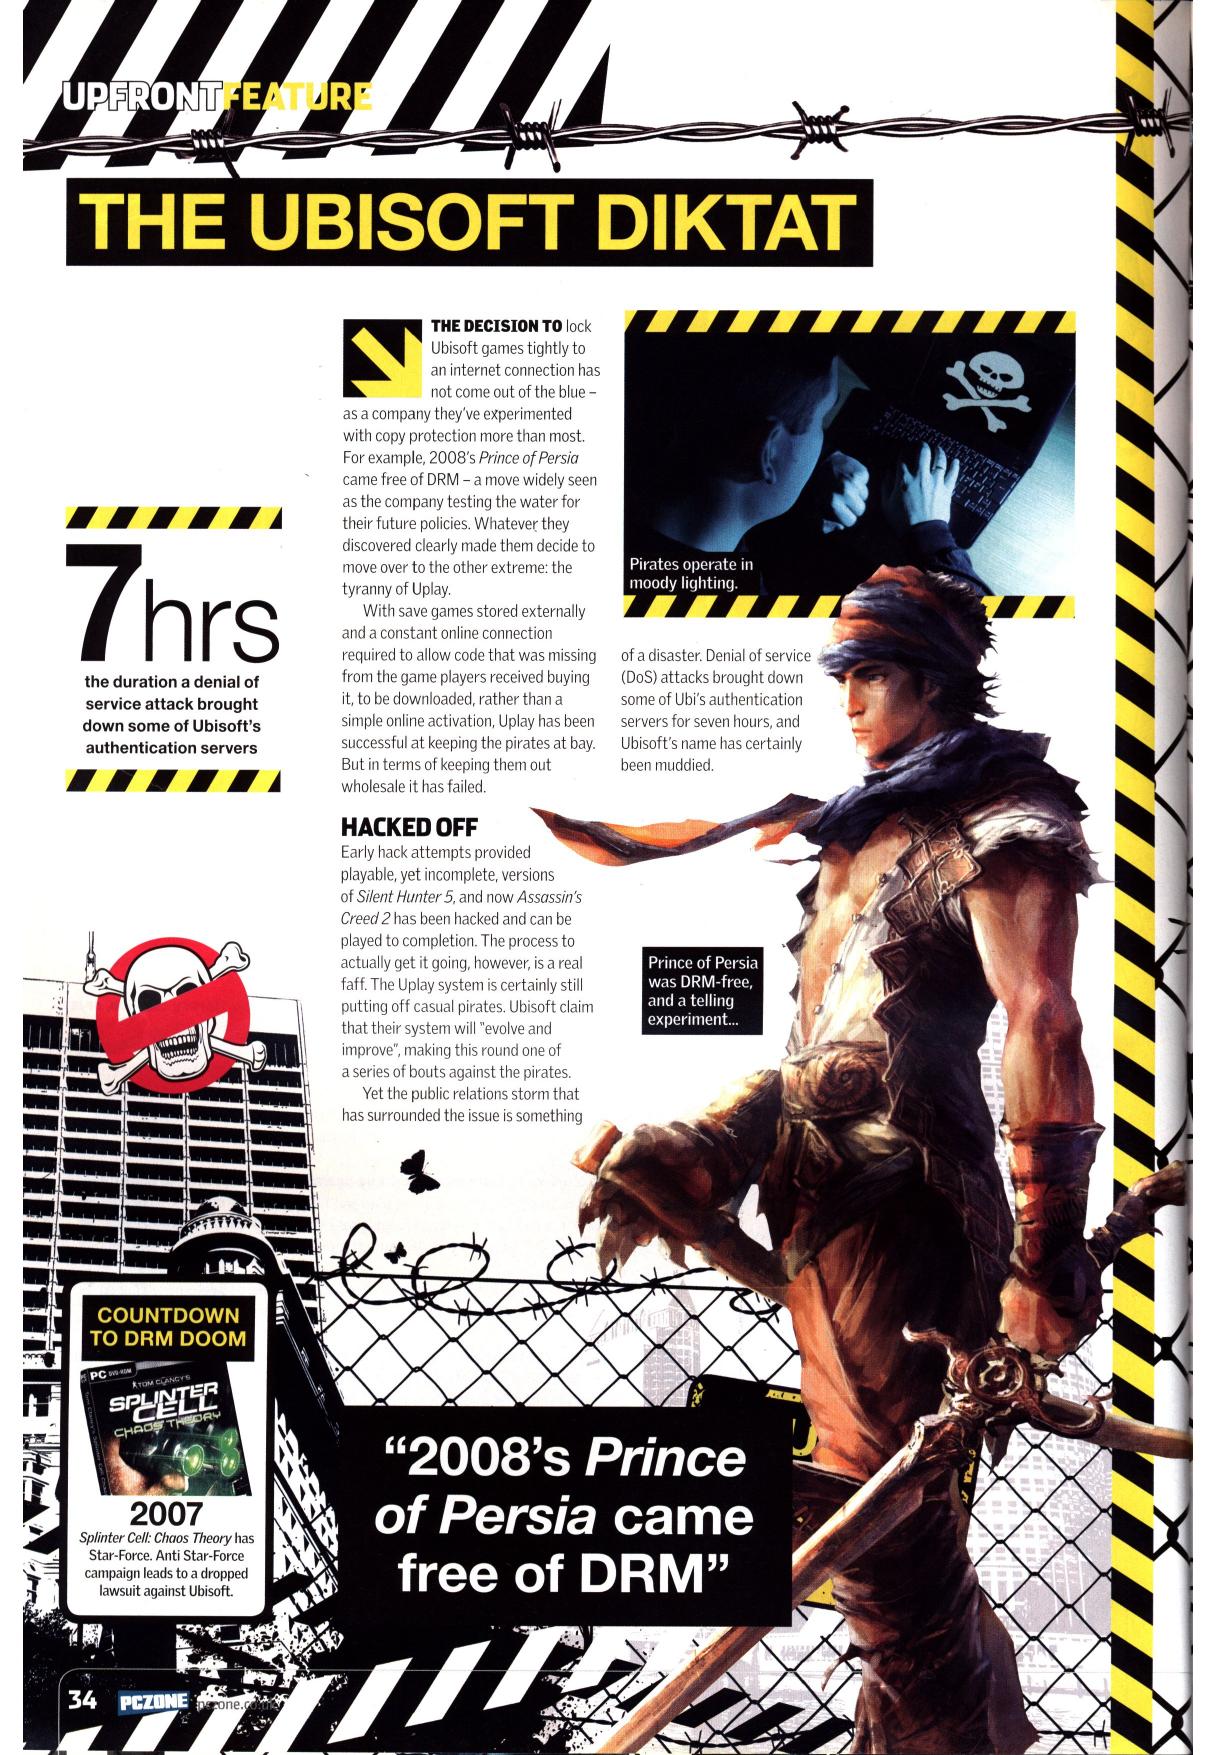 UPFRONTFEATURE
THE UBISOFT DIKTAT
THE DECISION TO lock
Ubisoft games tightly to
an internet connection has
not come out of the blue –
as a company they've experimented
with copy protection more than most.
For example, 2008's Prince of Persia
came free of DRM – a move widely seen
as the company testing the water for
their future policies. Whatever they
discovered clearly made them decide to
move over to the other extreme: the
tyranny of Uplay.
With save games stored externally
and a constant online connection
required to allow code that was missing
from the game players received buying
it, to be downloaded, rather than a
simple online activation, Uplay has been
successful at keeping the pirates at bay.
But in terms of keeping them out
wholesale it has failed.
HACKED OFF
Early hack attempts provided
playable, yet incomplete, versions
of Silent Hunter 5, and now Assassin's
Creed 2 has been hacked and can be
played to completion. The process to
actually get it going, however, is a real
faff. The Uplay system is certainly still
putting off casual pirates. Ubisoft claim
that their system will "evolve and
improve", making this round one of
a series of bouts against the pirates.
Yet the public relations storm that
has surrounded the issue is something
of a disaster. Denial of service
(DoS) attacks brought down
some of Ubi's authentication
servers for seven hours, and
Ubisoft's name has certainly
been muddied.
Pirates operate in
moody lighting.
7hrs
the duration a denial of
service attack brought
down some of Ubisoft's
authentication servers
Prince of Persia
was DRM-free,
and a telling
experiment...
COUNTDOWN
TO DRM DOOM
PC DVD-ROM
TOM CLANCY'S
SPLINTER
CELL
CHAOS THEORY
2007
Splinter Cell: Chaos Theory has
Star-Force. Anti Star-Force
campaign leads to a dropped
lawsuit against Ubisoft.
“2008’s Prince
of Persia came
free of DRM”
34 PCZONE